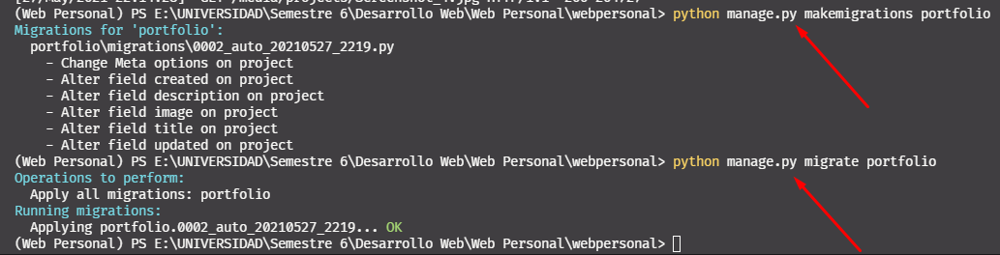 (Web Personal) PS E:\UNIVERSIDAD\Semestre 6\Desarrollo Web\Web Personal\webpersonal> python manage.py makemigrations portfolio
Migrations for 'portfolio':
  portfolio\migrations\0002_auto_20210527_2219.py
    - Change Meta options on project
    - Alter field created on project
    - Alter field description on project
    - Alter field image on project
    - Alter field title on project
    - Alter field updated on project
(Web Personal) PS E:\UNIVERSIDAD\Semestre 6\Desarrollo Web\Web Personal\webpersonal> python manage.py migrate portfolio
Operations to perform:
  Apply all migrations: portfolio
Running migrations:
  Applying portfolio.0002_auto_20210527_2219... OK
(Web Personal) PS E:\UNIVERSIDAD\Semestre 6\Desarrollo Web\Web Personal\webpersonal>